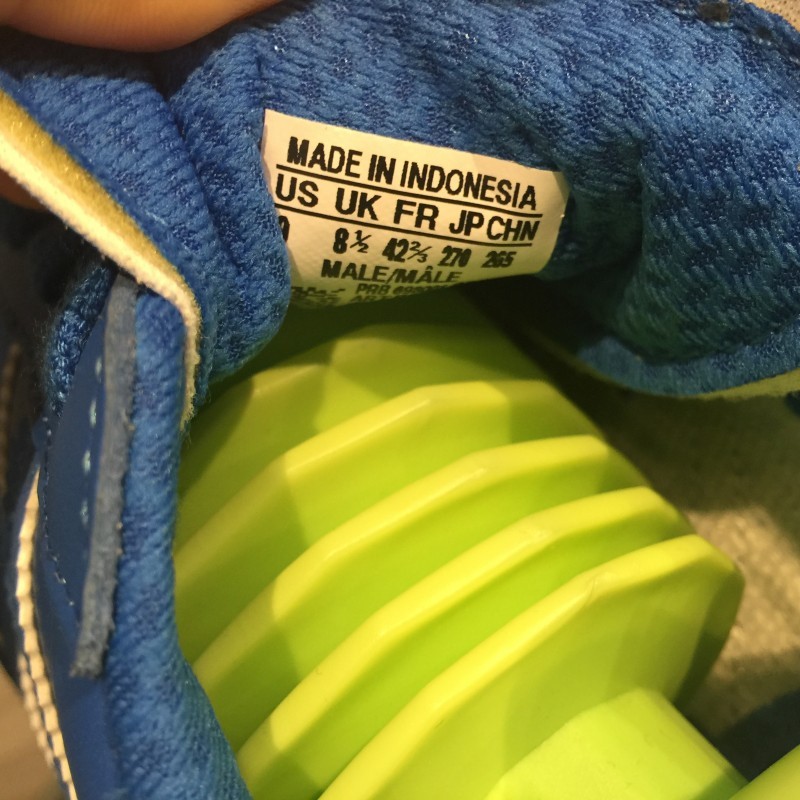 MADE IN INDONESIA
US UK FR JP CHN
8½ 42⅔ 270 265
MALE/MÂLE